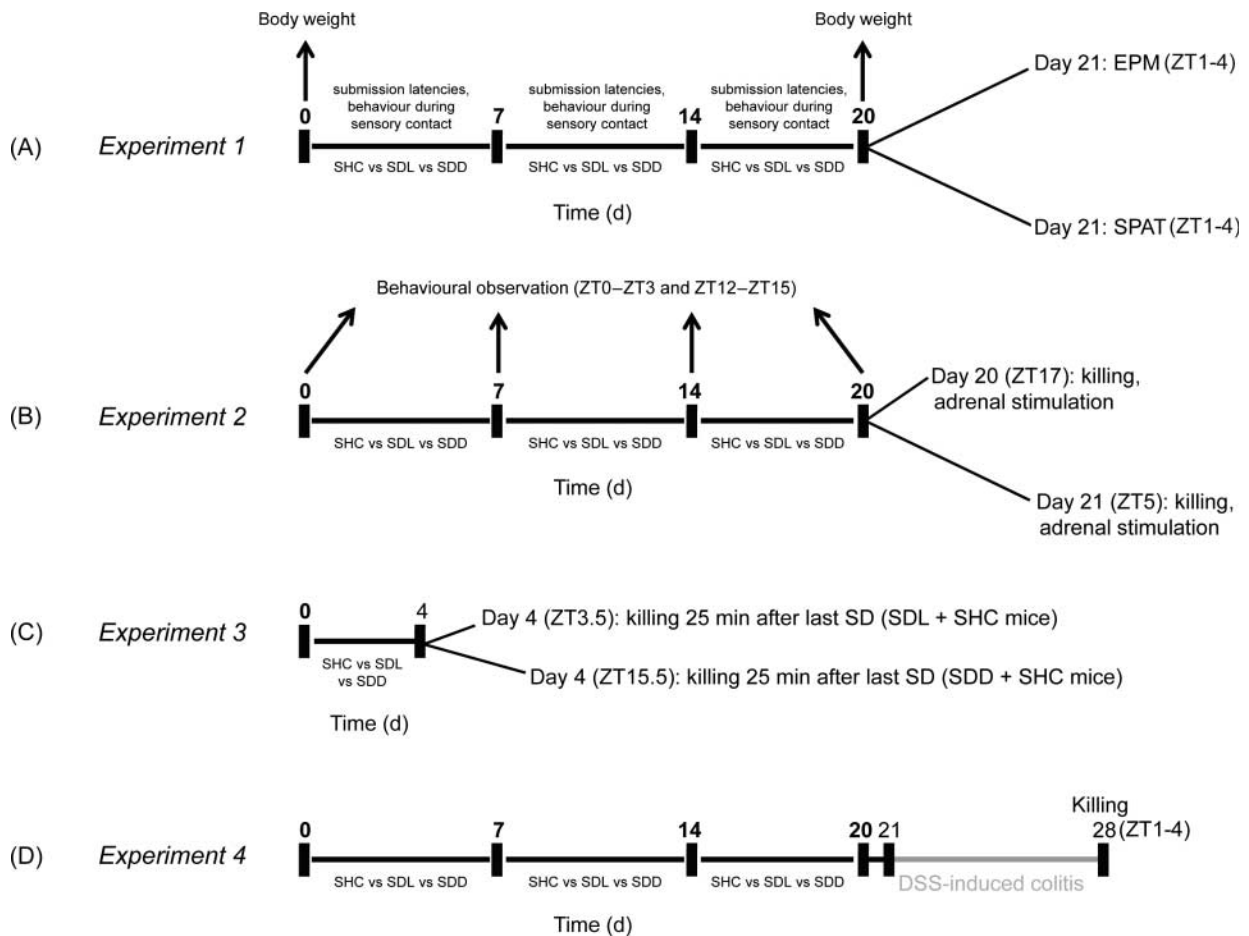 Body weight
Body weight
Day 21: EPM (ZT1-4)
submission latencies,
behaviour during
sensory contact
submission latencies,
behaviour during
sensory contact
submission latencies,
behaviour during
sensory contact
0
7
14
20
(A)
Experiment 1
SHC vs SDL vs SDD
SHC vs SDL vs SDD
SHC vs SDL vs SDD
Time (d)
Day 21: SPAT (ZT1-4)
Behavioural observation (ZT0–ZT3 and ZT12–ZT15)
0
7
14
20
Day 20 (ZT17): killing,
adrenal stimulation
(B)
Experiment 2
SHC vs SDL vs SDD
SHC vs SDL vs SDD
SHC vs SDL vs SDD
Time (d)
Day 21 (ZT5): killing,
adrenal stimulation
0
4
Day 4 (ZT3.5): killing 25 min after last SD (SDL + SHC mice)
(C)
Experiment 3
SHC vs SDL
vs SDD
Day 4 (ZT15.5): killing 25 min after last SD (SDD + SHC mice)
Time (d)
Killing
0
7
14
20
21
28 (ZT1-4)
(D)
Experiment 4
SHC vs SDL vs SDD
SHC vs SDL vs SDD
SHC vs SDL vs SDD
DSS-induced colitis
Time (d)